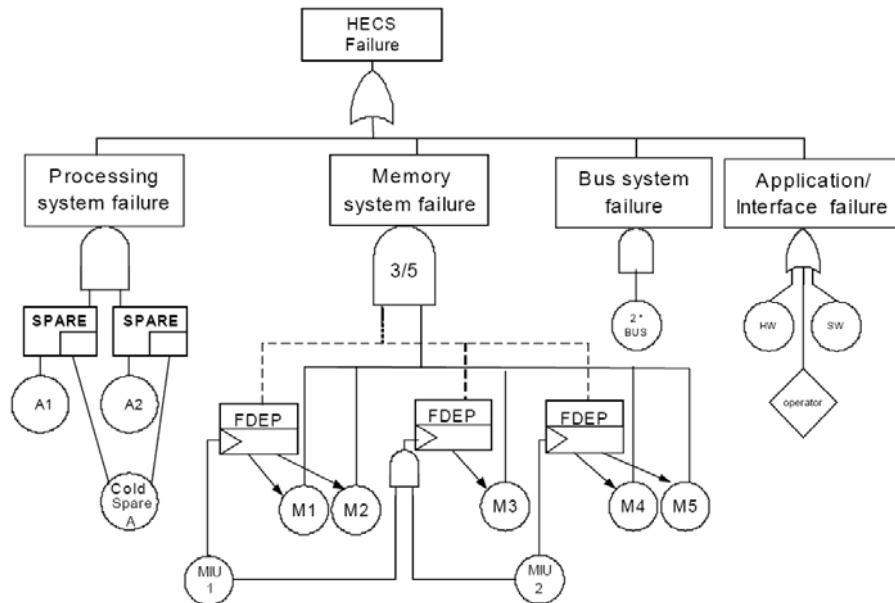 HECS
Failure
Processing
system failure
Memory
system failure
Bus system
failure
Application/
Interface failure
3/5
SPARE
SPARE
2*
BUS
HW
SW
A1
A2
operator
FDEP
FDEP
FDEP
Cold
Spare
A
M1
M2
M3
M4
M5
MIU
1
MIU
2